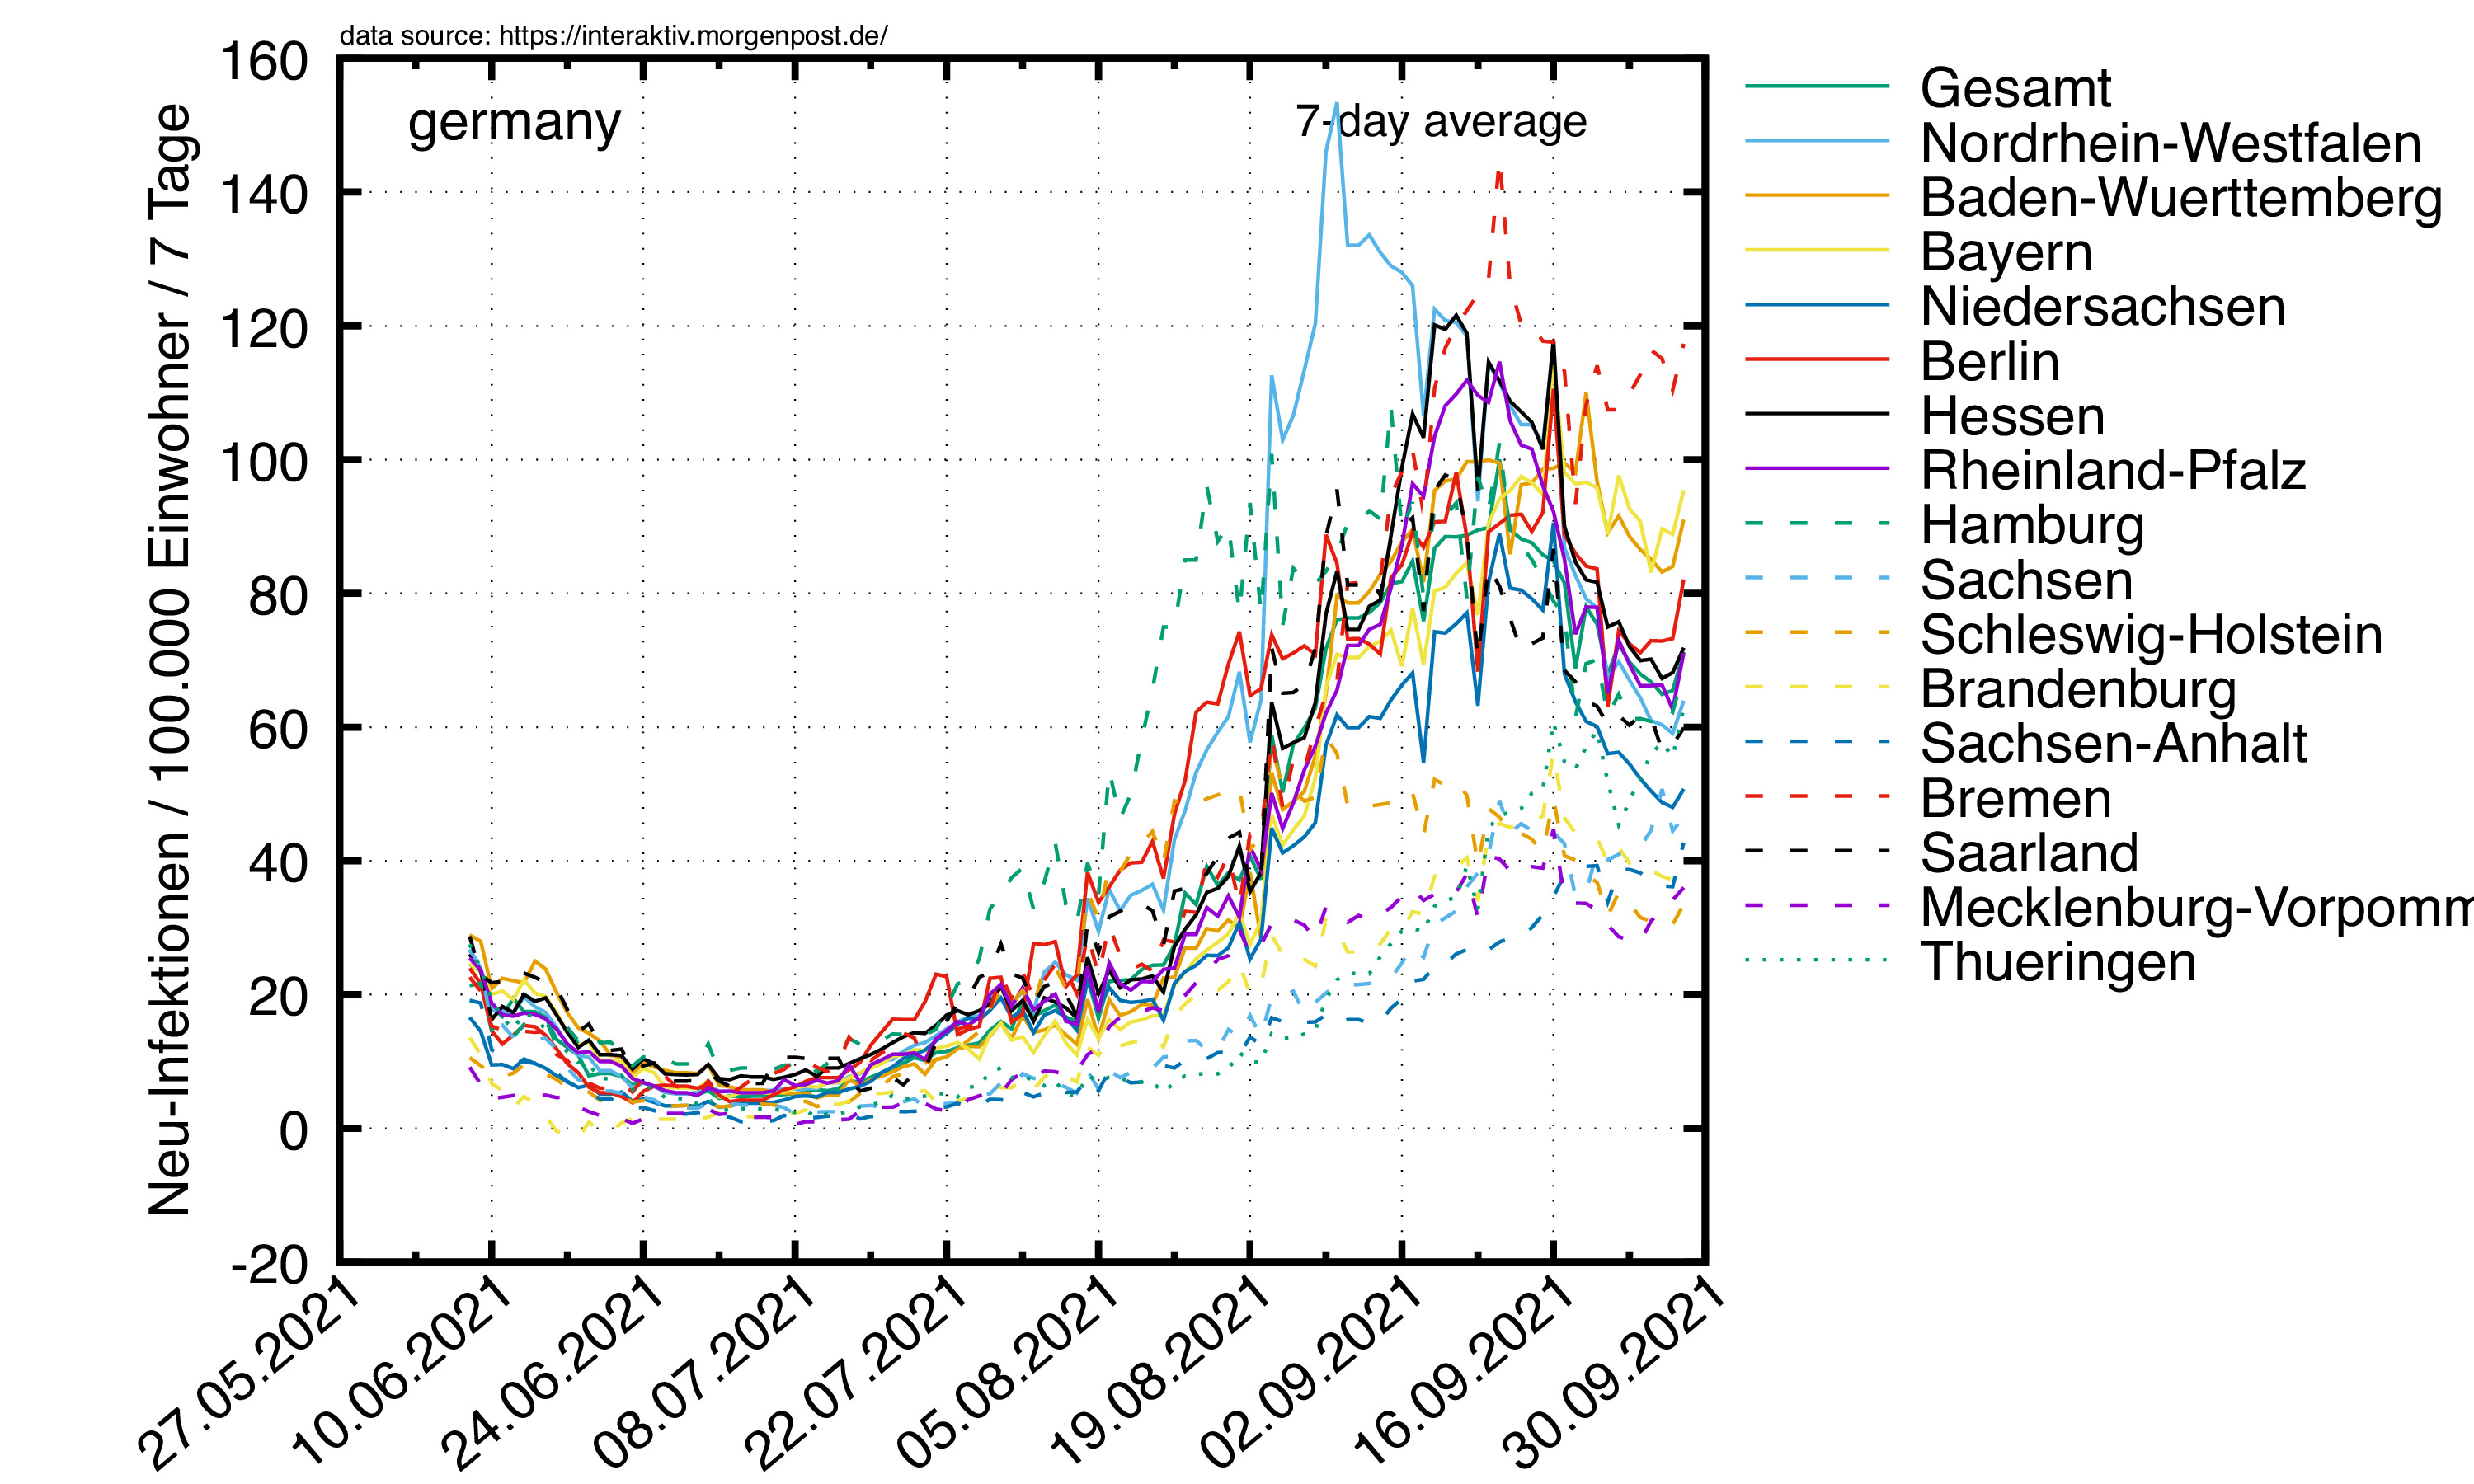 data source: https://interaktiv.morgenpost.de/
germany
7-day average
Neu-Infektionen / 100.000 Einwohner / 7 Tage
160
140
120
100
80
60
40
20
0
-20
27.05.2021
10.06.2021
24.06.2021
08.07.2021
22.07.2021
05.08.2021
19.08.2021
02.09.2021
16.09.2021
30.09.2021
Gesamt
Nordrhein-Westfalen
Baden-Wuerttemberg
Bayern
Niedersachsen
Berlin
Hessen
Rheinland-Pfalz
Hamburg
Sachsen
Schleswig-Holstein
Brandenburg
Sachsen-Anhalt
Bremen
Saarland
Mecklenburg-Vorpomm
Thueringen